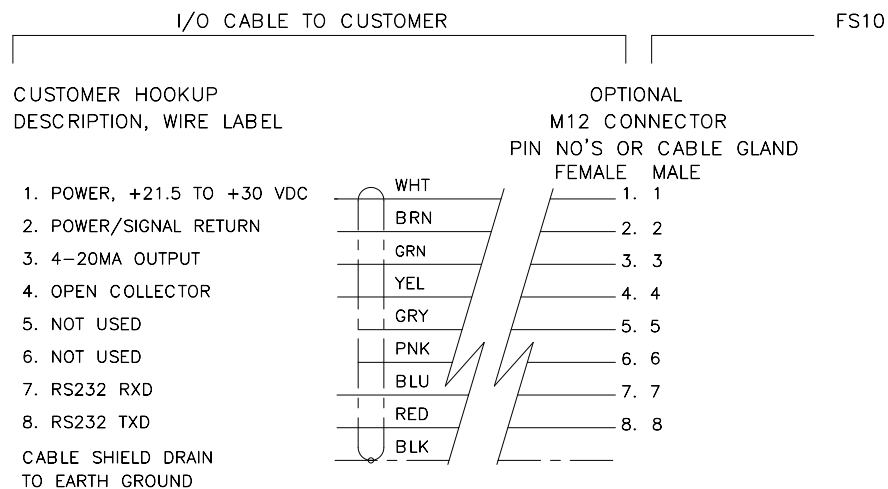 I/O CABLE TO CUSTOMER
FS10
CUSTOMER HOOKUP
DESCRIPTION, WIRE LABEL
OPTIONAL
M12 CONNECTOR
PIN NO'S OR CABLE GLAND
FEMALE MALE
1. POWER, +21.5 TO +30 VDC WHT 1. 1
2. POWER/SIGNAL RETURN BRN 2. 2
3. 4-20MA OUTPUT GRN 3. 3
4. OPEN COLLECTOR YEL 4. 4
5. NOT USED GRY 5. 5
6. NOT USED PNK 6. 6
7. RS232 RXD BLU 7. 7
8. RS232 TXD RED 8. 8
CABLE SHIELD DRAIN BLK
TO EARTH GROUND